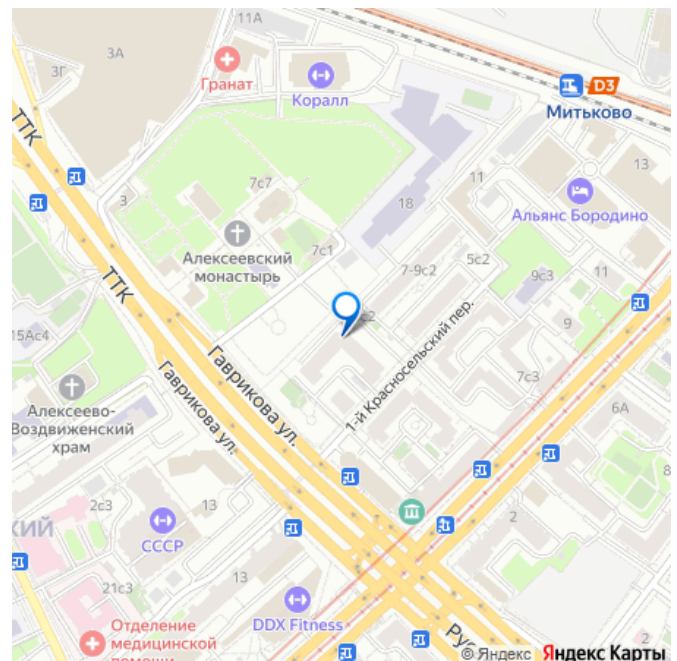 11А
3А
3Г
Гранат
Коралл
D3
Митьково
ТТК
13
11
Альянс Бородино
7с7
3
18
Алексеевский
монастырь
7с1
5с2
7-9с2
9с3
11
ТТК
15Ас4
9
1-й Красносельский пер.
Гаврикова ул.
7с3
Алексеево-
Воздвиженский
храм
Гаврикова ул.
6А
8
2с3
13
СССР
2
21с3
13
DDX Fitness
Отделение
медицинской
помощи
2
© Яндекс Яндекс Карты